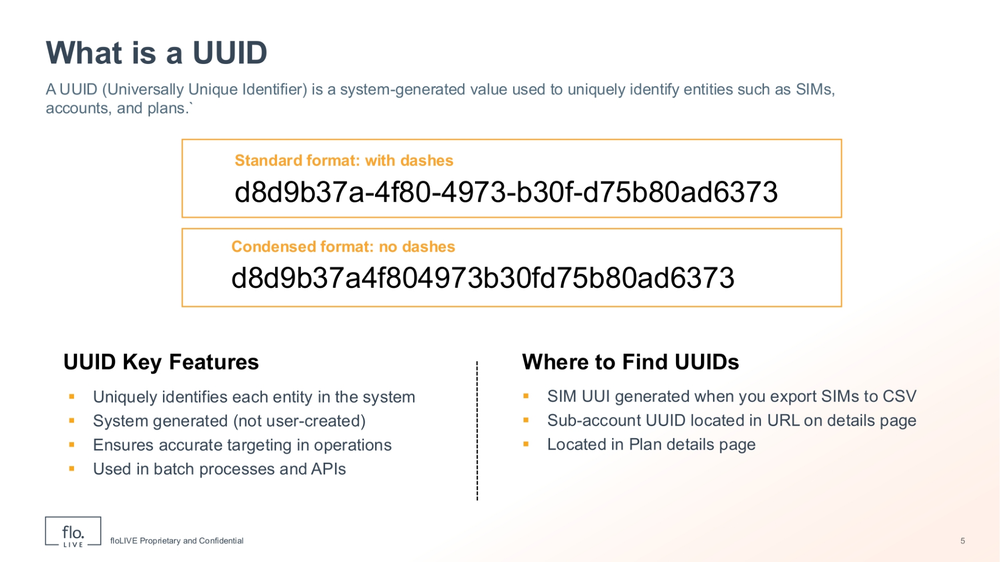 What is a UUID
A UUID (Universally Unique Identifier) is a system-generated value used to uniquely identify entities such as SIMs,
accounts, and plans.`
Standard format: with dashes
d8d9b37a-4f80-4973-b30f-d75b80ad6373
Condensed format: no dashes
d8d9b37a4f804973b30fd75b80ad6373
UUID Key Features
▪ Uniquely identifies each entity in the system
▪ System generated (not user-created)
▪ Ensures accurate targeting in operations
▪ Used in batch processes and APIs
Where to Find UUIDs
▪ SIM UUI generated when you export SIMs to CSV
▪ Sub-account UUID located in URL on details page
▪ Located in Plan details page
flo.
LIVE
floLIVE Proprietary and Confidential
5